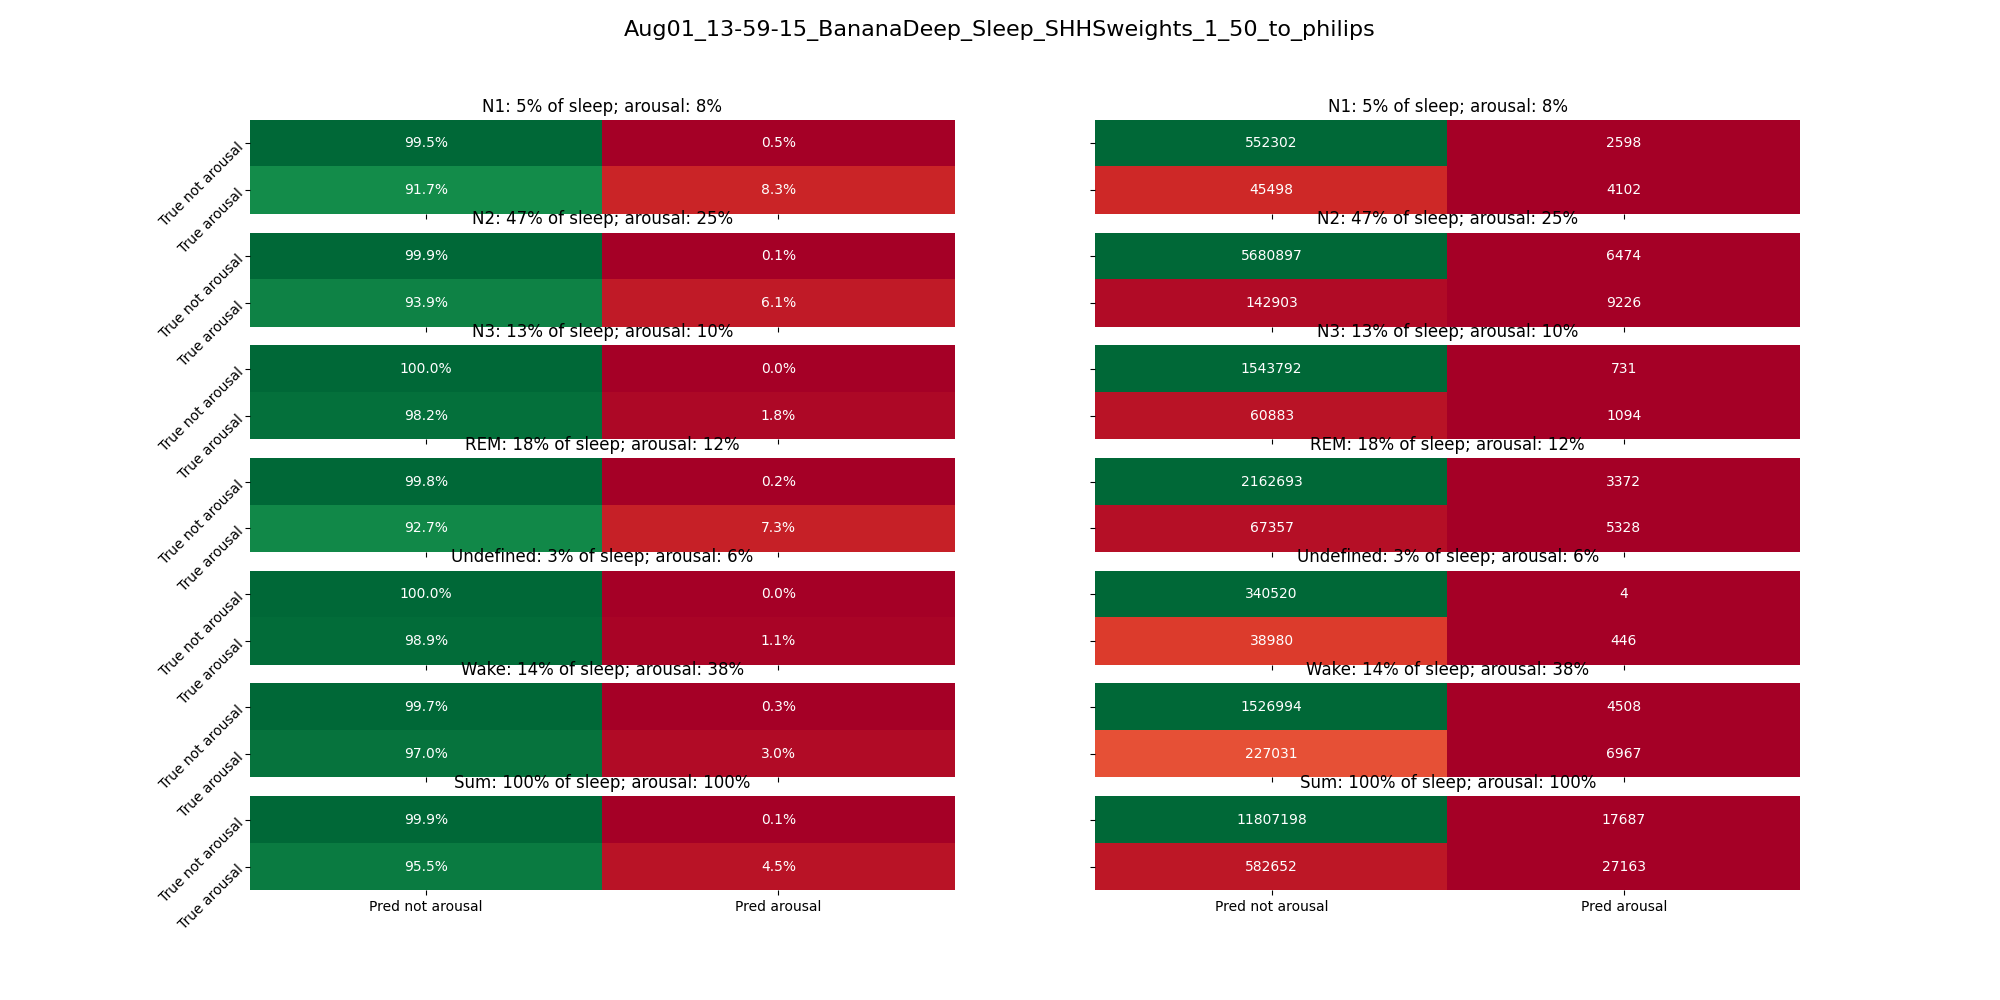 Aug01_13-59-15_BananaDeep_Sleep_SHHSweights_1_50_to_philips
N1: 5% of sleep; arousal: 8%
N1: 5% of sleep; arousal: 8%
True not arousal 99.5% 0.5% 552302 2598
True arousal 91.7% 8.3% 45498 4102
N2: 47% of sleep; arousal: 25%
N2: 47% of sleep; arousal: 25%
True not arousal 99.9% 0.1% 5680897 6474
True arousal 93.9% 6.1% 142903 9226
N3: 13% of sleep; arousal: 10%
N3: 13% of sleep; arousal: 10%
True not arousal 100.0% 0.0% 1543792 731
True arousal 98.2% 1.8% 60883 1094
REM: 18% of sleep; arousal: 12%
REM: 18% of sleep; arousal: 12%
True not arousal 99.8% 0.2% 2162693 3372
True arousal 92.7% 7.3% 67357 5328
Undefined: 3% of sleep; arousal: 6%
Undefined: 3% of sleep; arousal: 6%
True not arousal 100.0% 0.0% 340520 4
True arousal 98.9% 1.1% 38980 446
Wake: 14% of sleep; arousal: 38%
Wake: 14% of sleep; arousal: 38%
True not arousal 99.7% 0.3% 1526994 4508
True arousal 97.0% 3.0% 227031 6967
Sum: 100% of sleep; arousal: 100%
Sum: 100% of sleep; arousal: 100%
True not arousal 99.9% 0.1% 11807198 17687
True arousal 95.5% 4.5% 582652 27163
Pred not arousal Pred arousal Pred not arousal Pred arousal